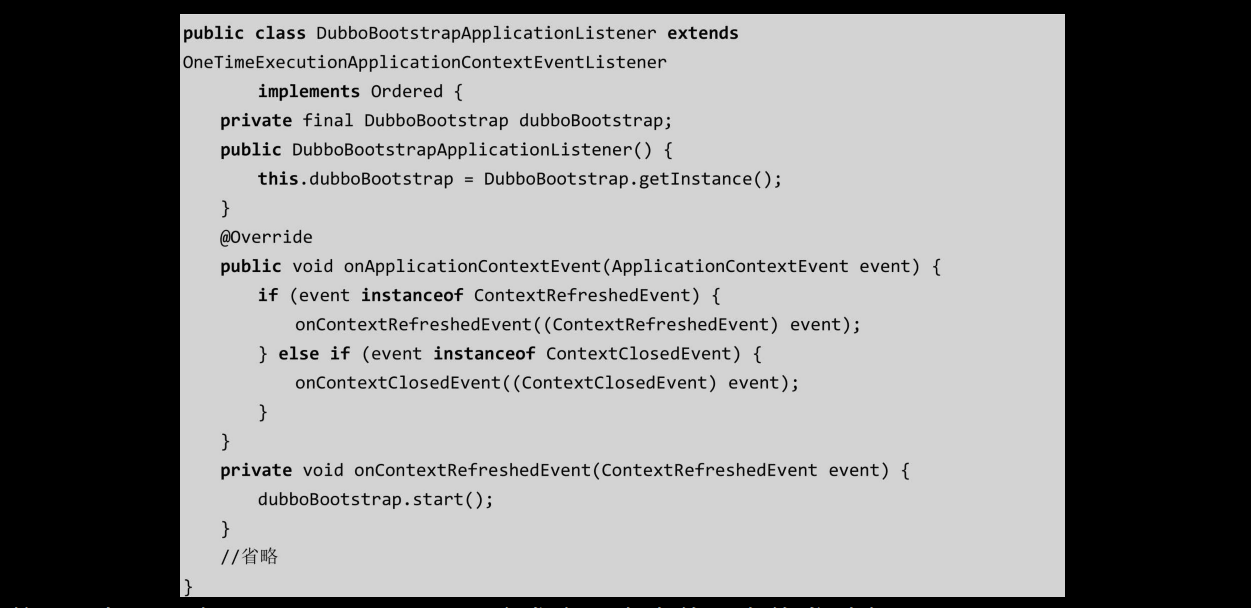 public class DubboBootstrapApplicationListener extends
OneTimeExecutionApplicationContextEventListener
implements Ordered {
private final DubboBootstrap dubboBootstrap;
public DubboBootstrapApplicationListener() {
this.dubboBootstrap = DubboBootstrap.getInstance();
}
@Override
public void onApplicationContextEvent(ApplicationContextEvent event) {
if (event instanceof ContextRefreshedEvent) {
onContextRefreshedEvent((ContextRefreshedEvent) event);
} else if (event instanceof ContextClosedEvent) {
onContextClosedEvent((ContextClosedEvent) event);
}
}
private void onContextRefreshedEvent(ContextRefreshedEvent event) {
dubboBootstrap.start();
}
//省略
}